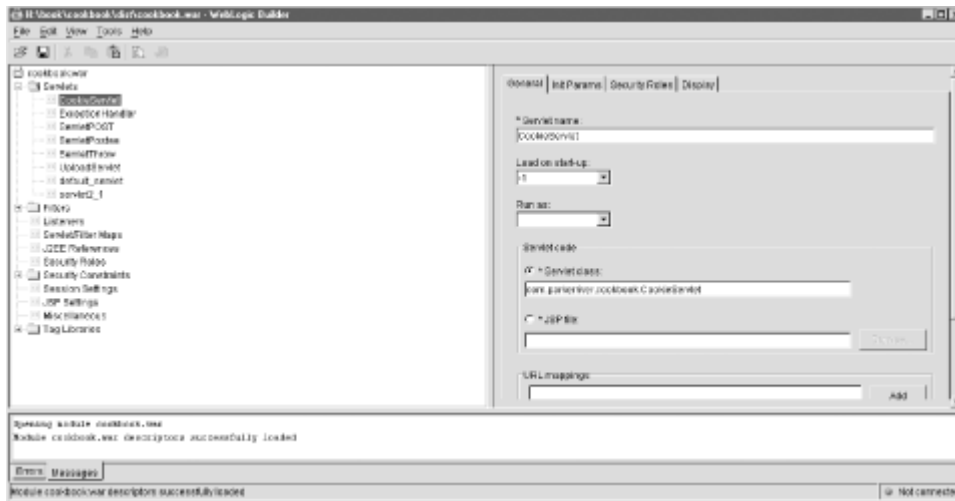 H:\book\cookbook\dist\cookbook.war - WebLogic Builder
File Edit View Tools Help
cookbook.war
Servlets
CookieServlet
ExceptionHandler
ServletPOST
ServletPostee
ServletThrow
UploadServlet
default_servlet
servlet2_1
Filters
Listeners
Servlet/Filter Maps
J2EE References
Security Roles
Security Constraints
Session Settings
JSP Settings
Miscellaneous
Tag Libraries
General Init Params Security Roles Display
* Servlet name:
CookieServlet
Load on start-up:
-1
Run as:
Servlet code
* Servlet class:
com.parkerriver.cookbook.CookieServlet
* JSP file:
URL mappings
Add
Opening module cookbook.war
Module cookbook.war descriptors successfully loaded
Errors Messages
Module cookbook.war descriptors successfully loaded
Not connected